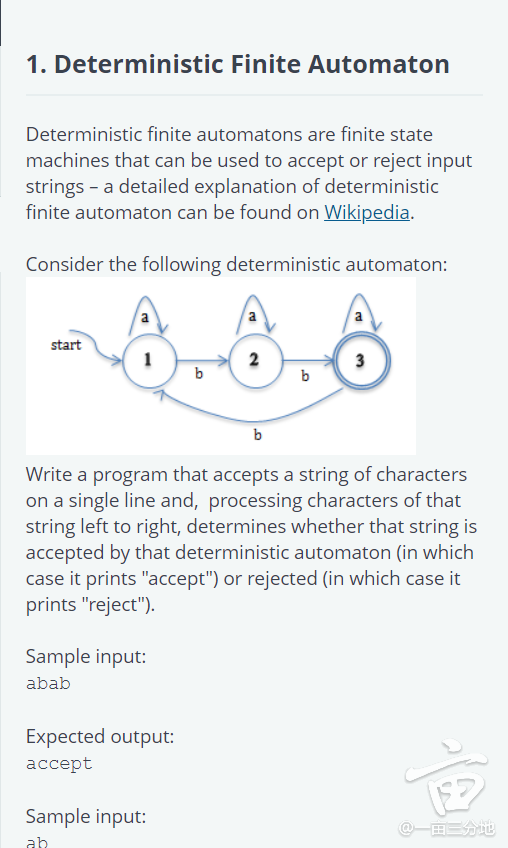 1. Deterministic Finite Automaton
Deterministic finite automatons are finite state
machines that can be used to accept or reject input
strings – a detailed explanation of deterministic
finite automaton can be found on Wikipedia.
Consider the following deterministic automaton:
a a a
start
1 2 3
b b
b
Write a program that accepts a string of characters
on a single line and,  processing characters of that
string left to right, determines whether that string is
accepted by that deterministic automaton (in which
case it prints "accept") or rejected (in which case it
prints "reject").
Sample input:
abab
Expected output:
accept
Sample input:
ab
亩
@一亩三分地